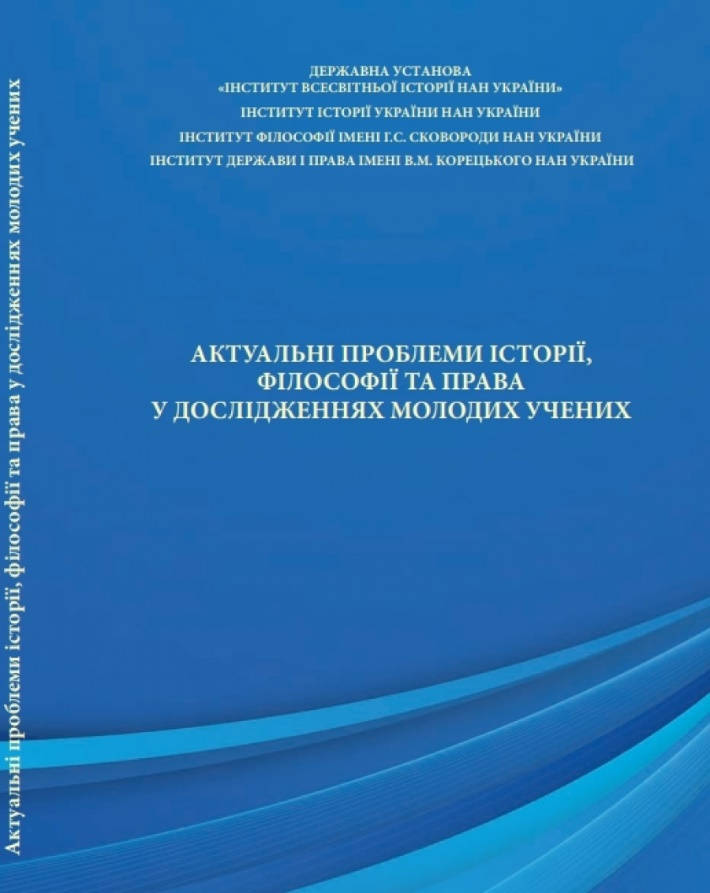 ДЕРЖАВНА УСТАНОВА
«ІНСТИТУТ ВСЕСВІТНЬОЇ ІСТОРІЇ НАН УКРАЇНИ»
ІНСТИТУТ ІСТОРІЇ УКРАЇНИ НАН УКРАЇНИ
ІНСТИТУТ ФІЛОСОФІЇ ІМЕНІ Г.С. СКОВОРОДИ НАН УКРАЇНИ
ІНСТИТУТ ДЕРЖАВИ І ПРАВА ІМЕНІ В.М. КОРЕЦЬКОГО НАН УКРАЇНИ
АКТУАЛЬНІ ПРОБЛЕМИ ІСТОРІЇ,
ФІЛОСОФІЇ ТА ПРАВА
У ДОСЛІДЖЕННЯХ МОЛОДИХ УЧЕНИХ
Актуальні проблеми історії, філософії та права у дослідженнях молодих учених